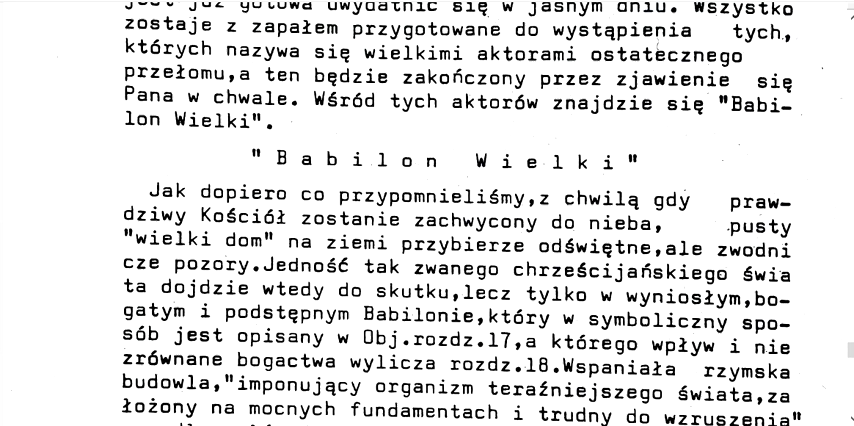 jest już gotowa uwydatnić się w jasnym dniu. Wszystko
zostaje z zapałem przygotowane do wystąpienia tych,
których nazywa się wielkimi aktorami ostatecznego
przełomu,a ten będzie zakończony przez zjawienie się
Pana w chwale. Wśród tych aktorów znajdzie się "Babi-
lon Wielki".
"Babilon Wielki"
Jak dopiero co przypomnieliśmy,z chwilą gdy praw-
dziwy Kościół zostanie zachwycony do nieba, pusty
"wielki dom" na ziemi przybierze odświętne,ale zwodni
cze pozory.Jedność tak zwanego chrześcijańskiego świa
ta dojdzie wtedy do skutku,lecz tylko w wyniosłym,bo-
gatym i podstępnym Babilonie,który w symboliczny spo-
sób jest opisany w Obj.rozdz.17,a którego wpływ i nie
zrównane bogactwa wylicza rozdz.18.Wspaniała rzymska
budowla,"imponujący organizm teraźniejszego świata,za
łożony na mocnych fundamentach i trudny do wzruszenia"